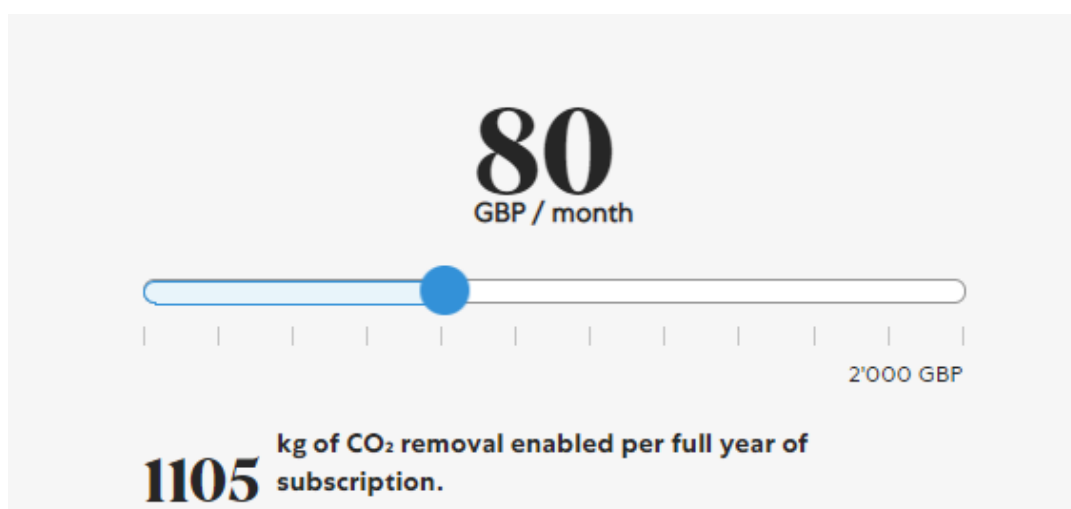 80
GBP / month
2'000 GBP
1105 kg of CO₂ removal enabled per full year of
subscription.